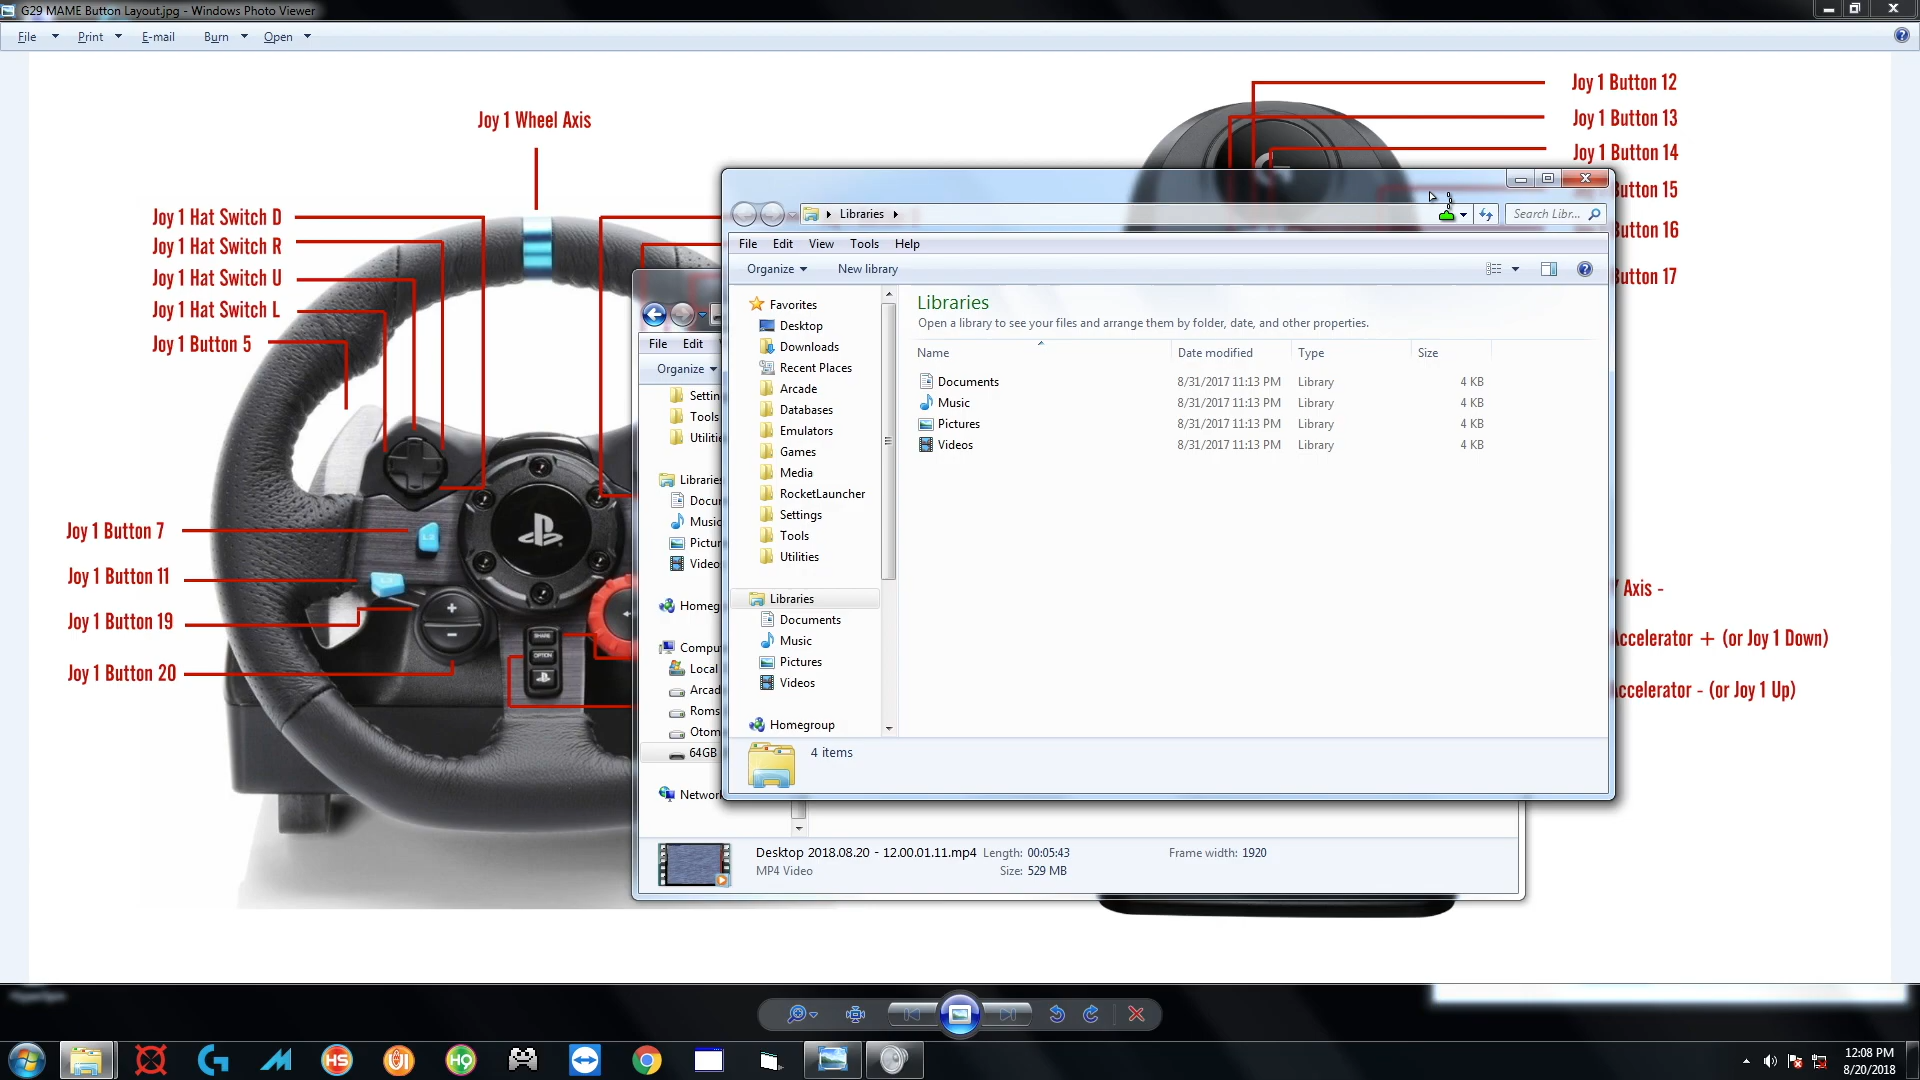 G29 MAME Button Layout.jpg - Windows Photo Viewer
File Print E-mail Burn Open
Joy 1 Wheel Axis
Joy 1 Hat Switch D
Joy 1 Hat Switch R
Joy 1 Hat Switch U
Joy 1 Hat Switch L
Joy 1 Button 5
Joy 1 Button 7
Joy 1 Button 11
Joy 1 Button 19
Joy 1 Button 20
SHARE
OPTION
Joy 1 Button 12
Joy 1 Button 13
Joy 1 Button 14
Button 15
Button 16
Button 17
Axis -
Accelerator + (or Joy 1 Down)
Accelerator - (or Joy 1 Up)
Libraries
Search Libr...
File Edit View Tools Help
Organize New library
Favorites
Desktop
Downloads
Recent Places
Arcade
Databases
Emulators
Games
Media
RocketLauncher
Settings
Tools
Utilities
Libraries
Documents
Music
Pictures
Videos
Homegroup
Libraries
Open a library to see your files and arrange them by folder, date, and other properties.
Name Date modified Type Size
Documents 8/31/2017 11:13 PM Library 4 KB
Music 8/31/2017 11:13 PM Library 4 KB
Pictures 8/31/2017 11:13 PM Library 4 KB
Videos 8/31/2017 11:13 PM Library 4 KB
4 items
File Edit
Organize
Settin
Tools
Utilitie
Libraries
Docur
Music
Pictur
Video
Homeg
Compu
Local
Arcad
Roms
Otom
64GB
Networ
Desktop 2018.08.20 - 12.00.01.11.mp4 Length: 00:05:43 Frame width: 1920
MP4 Video Size: 529 MB
HS
HQ
12:08 PM
8/20/2018